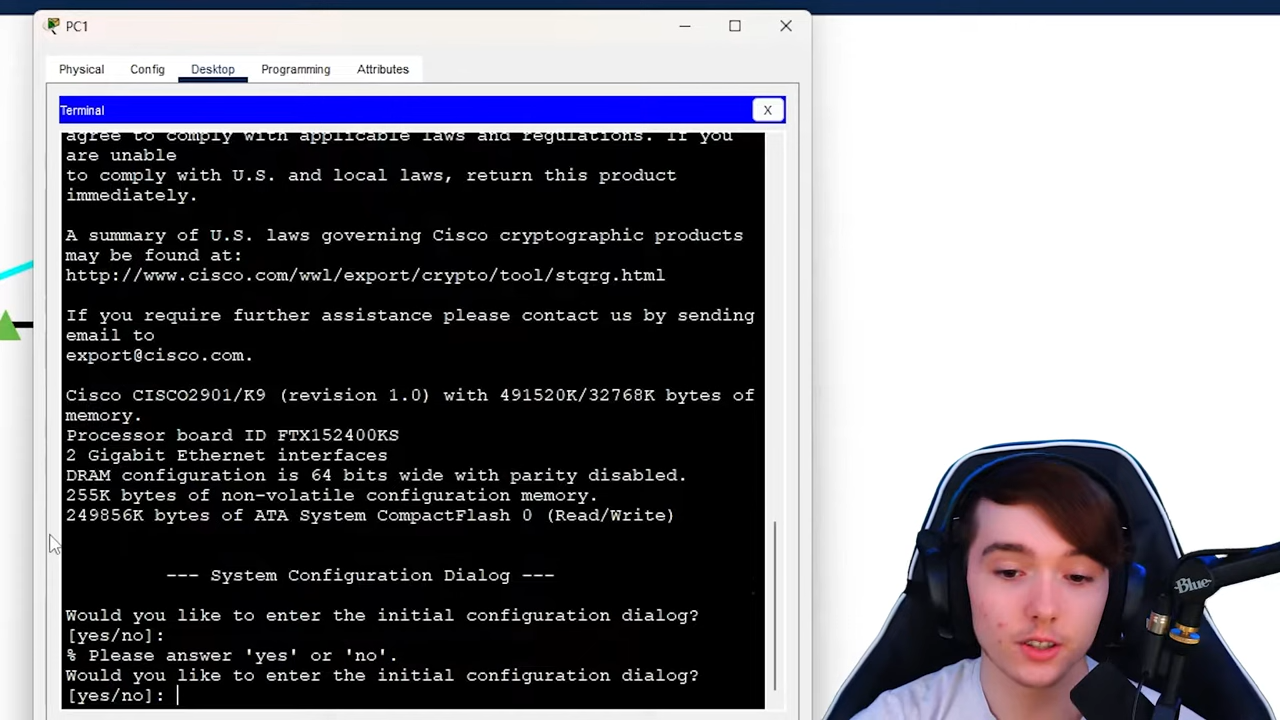 PC1
Physical Config Desktop Programming Attributes
Terminal X
agree to comply with applicable laws and regulations. If you
are unable
to comply with U.S. and local laws, return this product
immediately.
A summary of U.S. laws governing Cisco cryptographic products
may be found at:
http://www.cisco.com/wwl/export/crypto/tool/stqrg.html
If you require further assistance please contact us by sending
email to
export@cisco.com.
Cisco CISCO2901/K9 (revision 1.0) with 491520K/32768K bytes of
memory.
Processor board ID FTX152400KS
2 Gigabit Ethernet interfaces
DRAM configuration is 64 bits wide with parity disabled.
255K bytes of non-volatile configuration memory.
249856K bytes of ATA System CompactFlash 0 (Read/Write)
--- System Configuration Dialog ---
Would you like to enter the initial configuration dialog?
[yes/no]:
% Please answer 'yes' or 'no'.
Would you like to enter the initial configuration dialog?
[yes/no]:
Blue